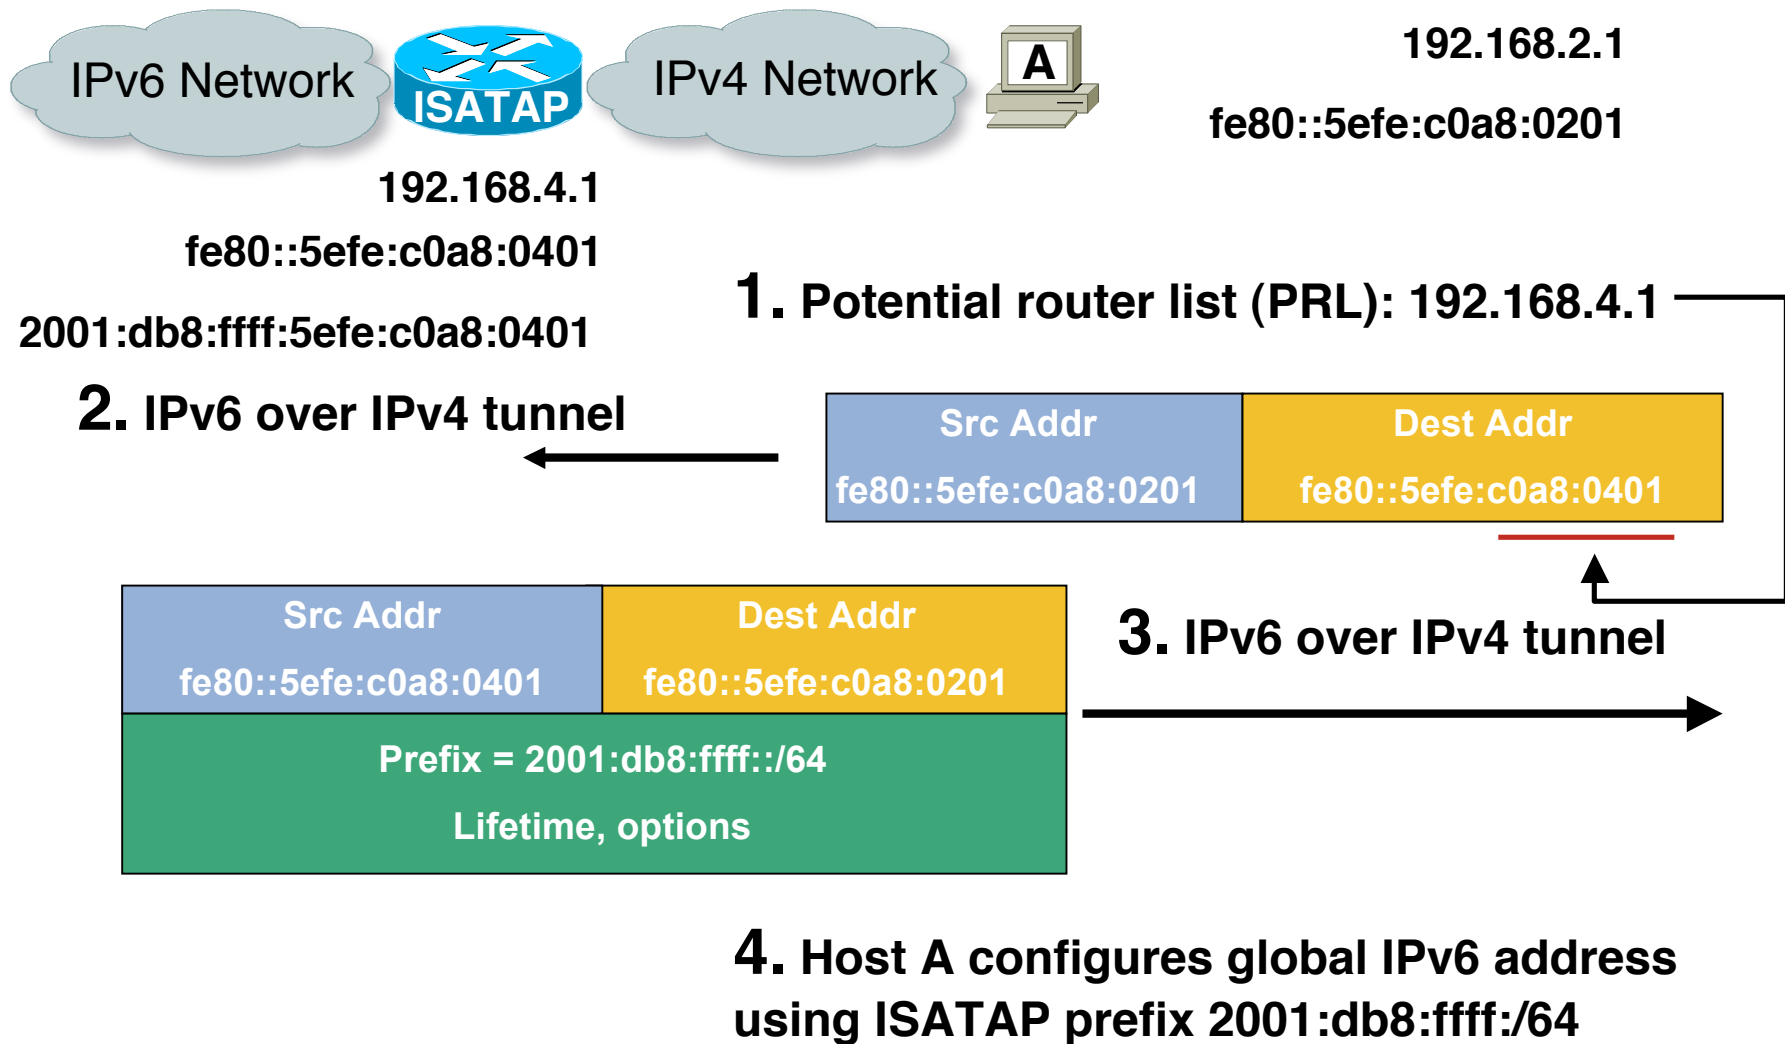 IPv6 Network
ISATAP
IPv4 Network
A
192.168.2.1
fe80::5efe:c0a8:0201
192.168.4.1
fe80::5efe:c0a8:0401
2001:db8:ffff:5efe:c0a8:0401
1. Potential router list (PRL): 192.168.4.1
2. IPv6 over IPv4 tunnel
Src Addr
fe80::5efe:c0a8:0201
Dest Addr
fe80::5efe:c0a8:0401
Src Addr
fe80::5efe:c0a8:0401
Dest Addr
fe80::5efe:c0a8:0201
Prefix = 2001:db8:ffff::/64
Lifetime, options
3. IPv6 over IPv4 tunnel
4. Host A configures global IPv6 address
using ISATAP prefix 2001:db8:ffff:/64